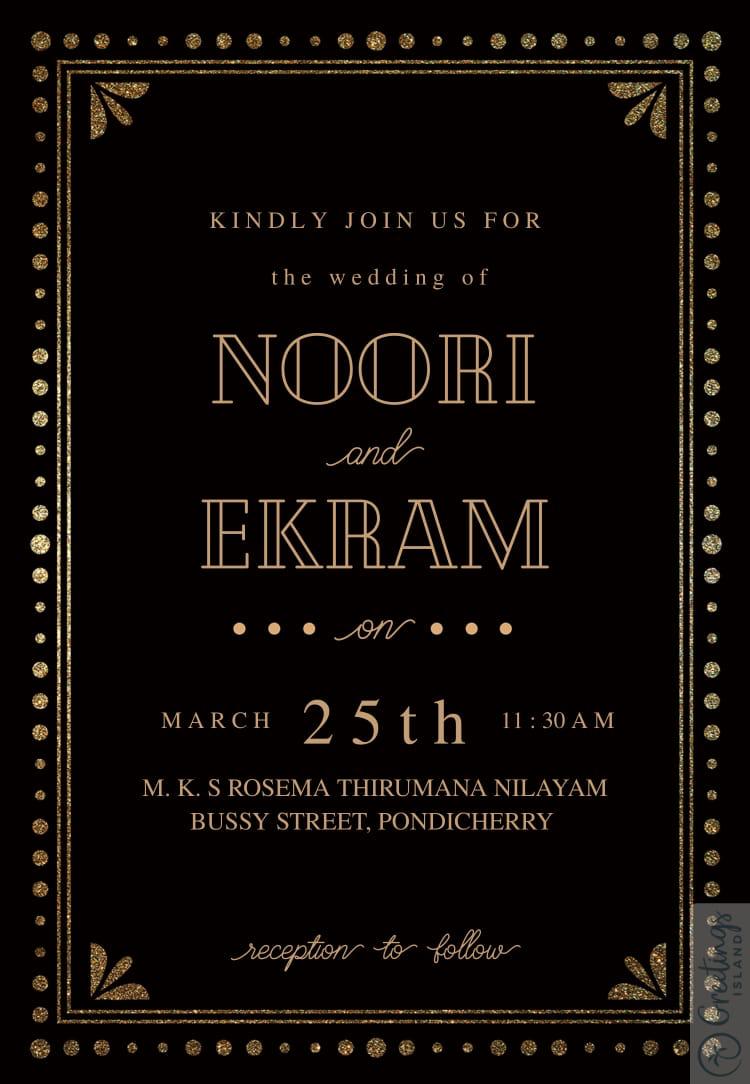 KINDLY JOIN US FOR
the wedding of
NOORI
and
EKRAM
on
MARCH 25th 11:30AM
M. K. S ROSEMA THIRUMANA NILAYAM
BUSSY STREET, PONDICHERRY
reception to follow
Greetings
ISLAND